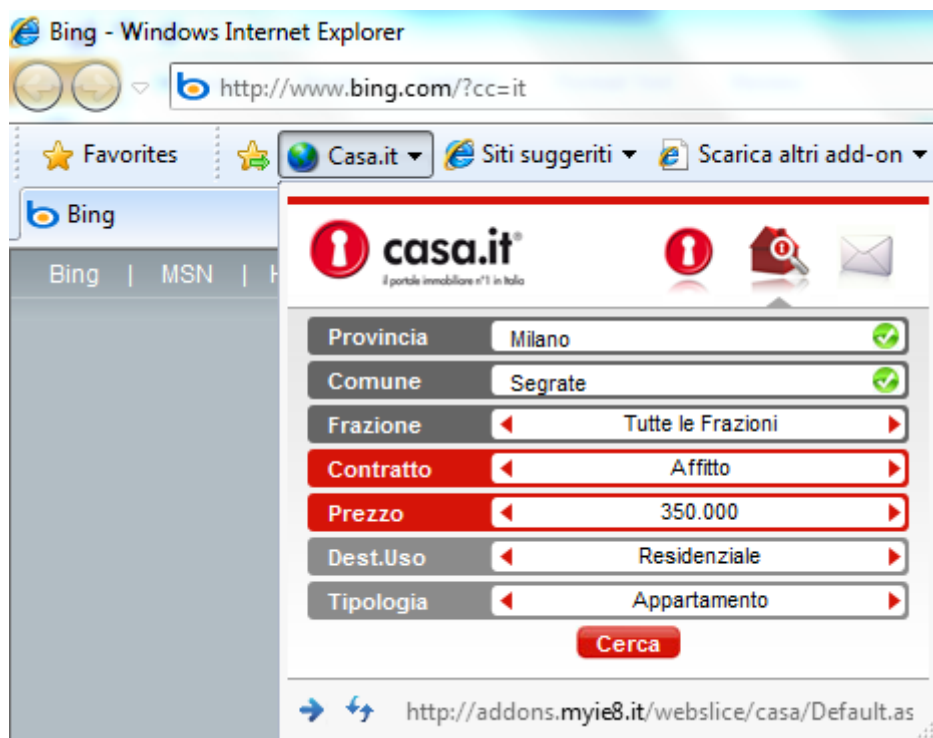 Bing - Windows Internet Explorer
http://www.bing.com/?cc=it
Favorites Casa.it Siti suggeriti Scarica altri add-on
Bing
casa.it
il portale immobiliare n°1 in Italia
Bing | MSN | H
Provincia Milano
Comune Segrate
Frazione Tutte le Frazioni
Contratto Affitto
Prezzo 350.000
Dest.Uso Residenziale
Tipologia Appartamento
Cerca
http://addons.myie8.it/webslice/casa/Default.as